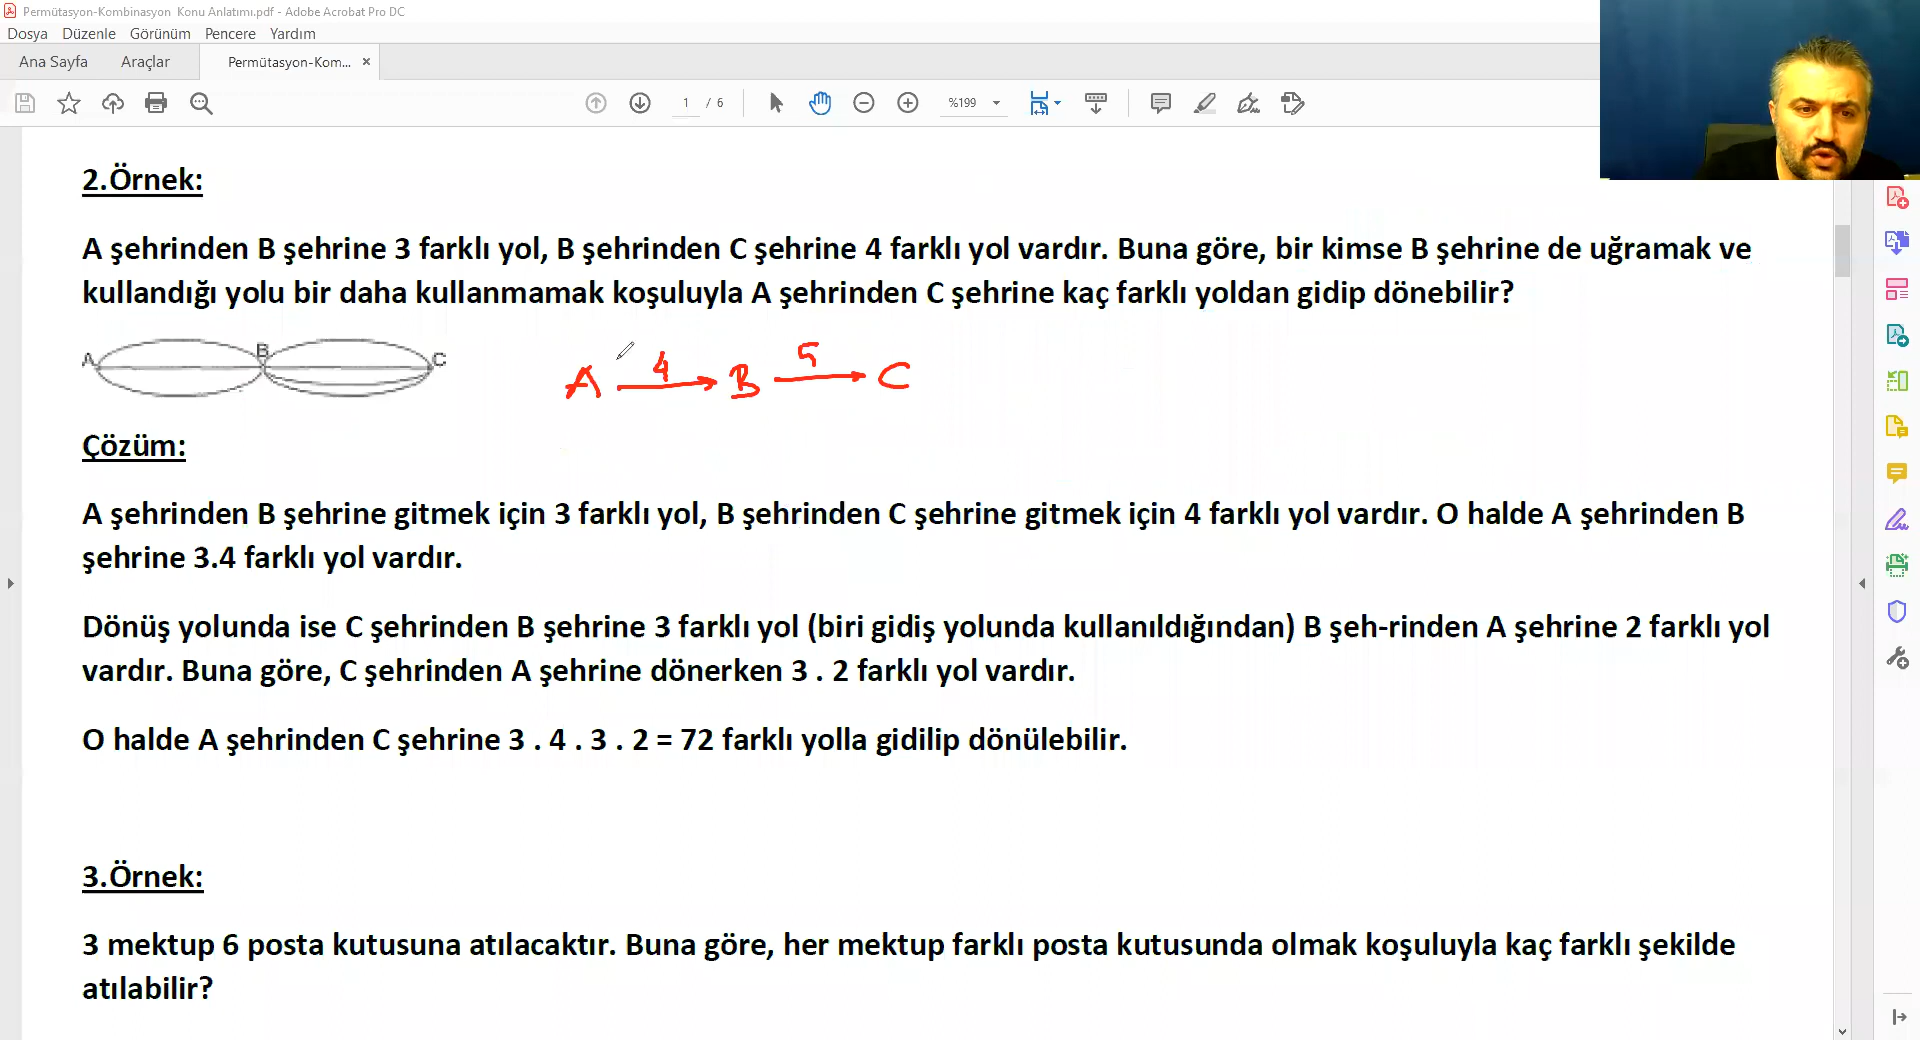 Permütasyon-Kombinasyon Konu Anlatımı.pdf - Adobe Acrobat Pro DC
Dosya Düzenle Görünüm Pencere Yardım
Ana Sayfa Araçlar Permütasyon-Kom... ×
1 / 6 %199
2.Örnek:
A şehrinden B şehrine 3 farklı yol, B şehrinden C şehrine 4 farklı yol vardır. Buna göre, bir kimse B şehrine de uğramak ve
kullandığı yolu bir daha kullanmamak koşuluyla A şehrinden C şehrine kaç farklı yoldan gidip dönebilir?
A B C
A 4 B 5 C
Çözüm:
A şehrinden B şehrine gitmek için 3 farklı yol, B şehrinden C şehrine gitmek için 4 farklı yol vardır. O halde A şehrinden B
şehrine 3.4 farklı yol vardır.
Dönüş yolunda ise C şehrinden B şehrine 3 farklı yol (biri gidiş yolunda kullanıldığından) B şeh-rinden A şehrine 2 farklı yol
vardır. Buna göre, C şehrinden A şehrine dönerken 3 . 2 farklı yol vardır.
O halde A şehrinden C şehrine 3 . 4 . 3 . 2 = 72 farklı yolla gidilip dönülebilir.
3.Örnek:
3 mektup 6 posta kutusuna atılacaktır. Buna göre, her mektup farklı posta kutusunda olmak koşuluyla kaç farklı şekilde
atılabilir?